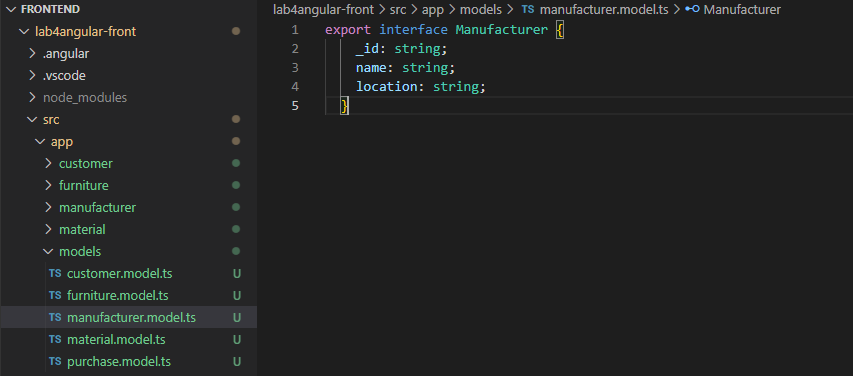 FRONTEND
lab4angular-front
.angular
.vscode
node_modules
src
app
customer
furniture
manufacturer
material
models
TS customer.model.ts U
TS furniture.model.ts U
TS manufacturer.model.ts U
TS material.model.ts U
TS purchase.model.ts U
lab4angular-front > src > app > models > TS manufacturer.model.ts > Manufacturer
1 export interface Manufacturer {
2 _id: string;
3 name: string;
4 location: string;
5 }